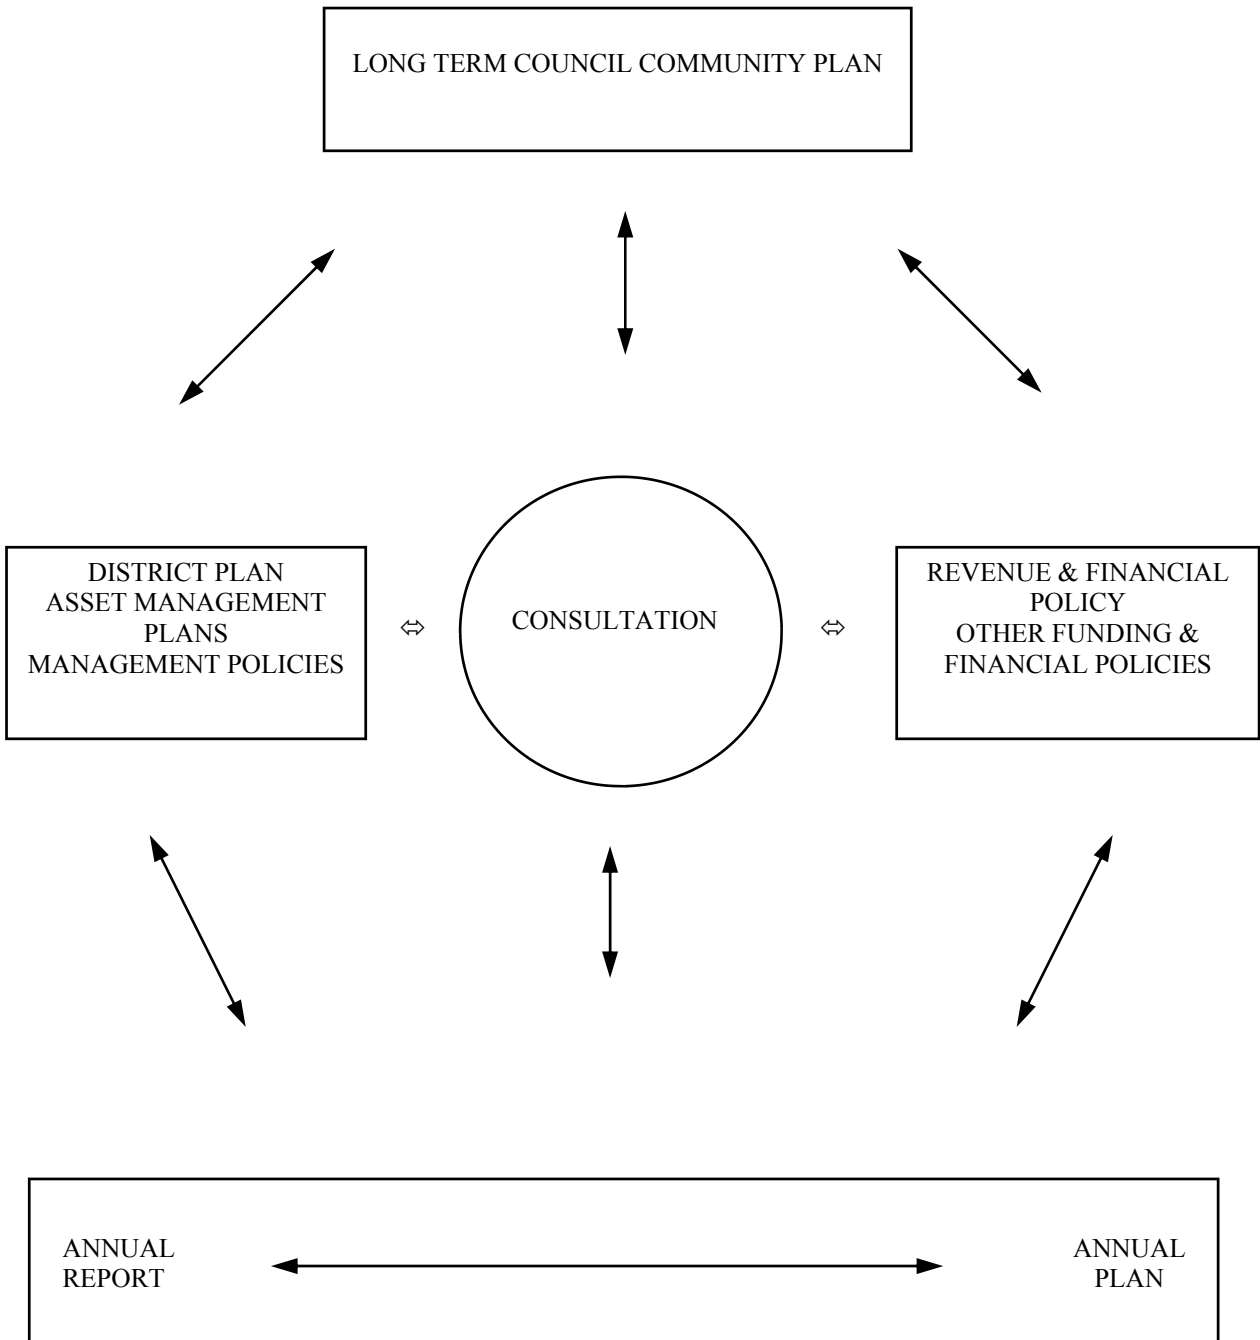 LONG TERM COUNCIL COMMUNITY PLAN
DISTRICT PLAN
ASSET MANAGEMENT
PLANS
MANAGEMENT POLICIES
⬄
CONSULTATION
⬄
REVENUE & FINANCIAL
POLICY
OTHER FUNDING &
FINANCIAL POLICIES
ANNUAL
REPORT
ANNUAL
PLAN